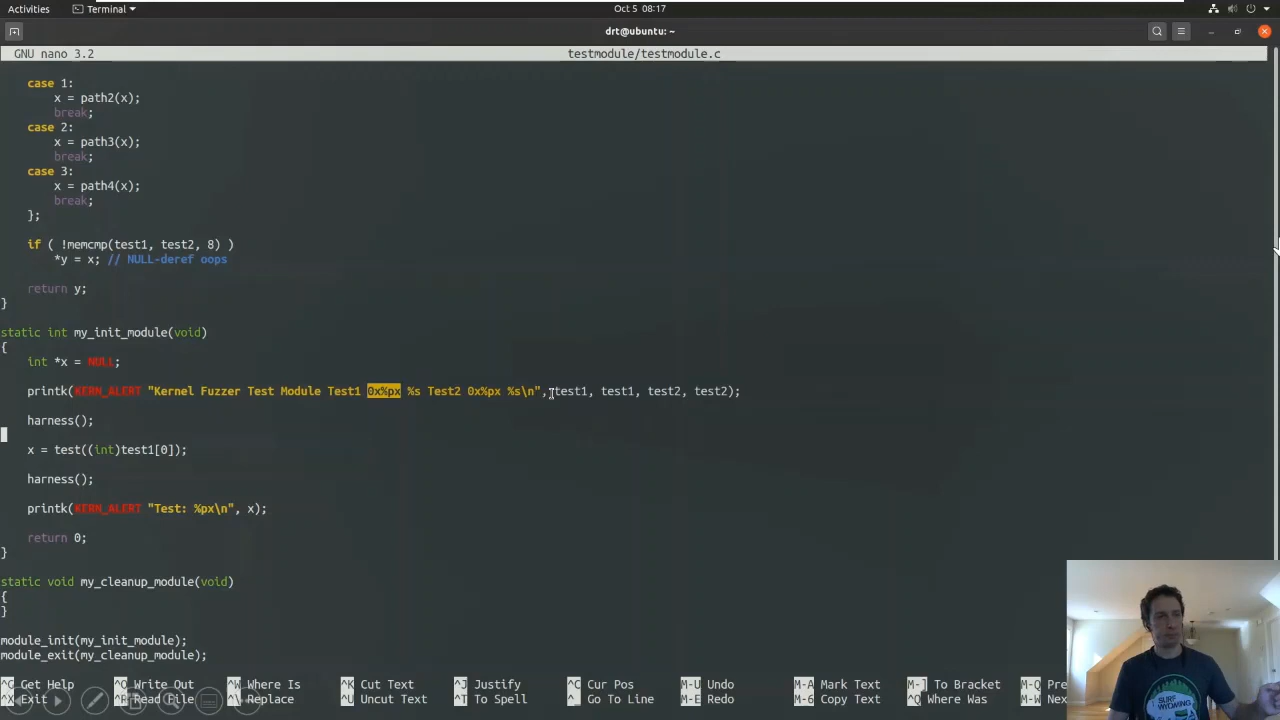 Activities Terminal Oct 5 08:17
drt@ubuntu: ~
GNU nano 3.2 testmodule/testmodule.c
case 1:
x = path2(x);
break;
case 2:
x = path3(x);
break;
case 3:
x = path4(x);
break;
};
if ( !memcmp(test1, test2, 8) )
*y = x; // NULL-deref oops
return y;
}
static int my_init_module(void)
{
int *x = NULL;
printk(KERN_ALERT "Kernel Fuzzer Test Module Test1 0x%px %s Test2 0x%px %s\n", test1, test1, test2, test2);
harness();
x = test((int)test1[0]);
harness();
printk(KERN_ALERT "Test: %px\n", x);
return 0;
}
static void my_cleanup_module(void)
{
}
module_init(my_init_module);
module_exit(my_cleanup_module);
^G Get Help ^O Write Out ^W Where Is ^K Cut Text ^J Justify ^C Cur Pos M-U Undo M-A Mark Text M-] To Bracket M-Q Pre
^X Exit ^R Read File ^\ Replace ^U Uncut Text ^T To Spell ^_ Go To Line M-E Redo M-6 Copy Text ^Q Where Was M-W Nex
SURF
WYOMING